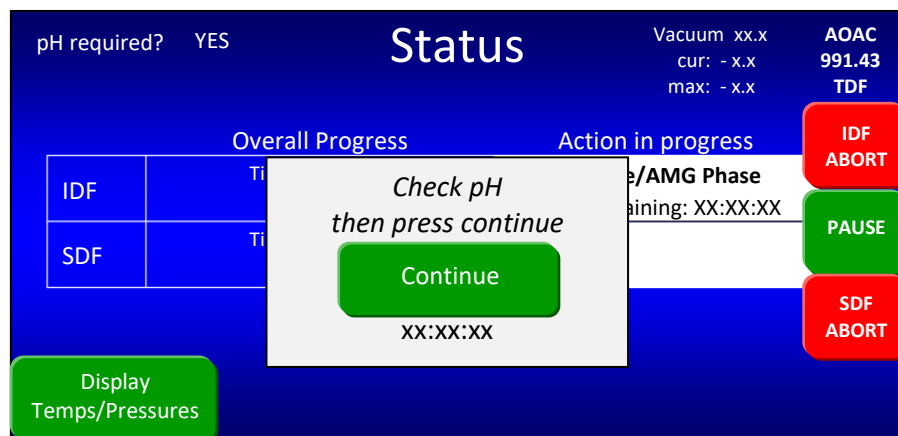 pH required? YES
Status
Vacuum xx.x
cur: - x.x
max: - x.x
AOAC
991.43
TDF
Overall Progress
Action in progress
IDF
ABORT
IDF
Ti
e/AMG Phase
aining: XX:XX:XX
Check pH
then press continue
Continue
xx:xx:xx
PAUSE
SDF
Ti
SDF
ABORT
Display
Temps/Pressures